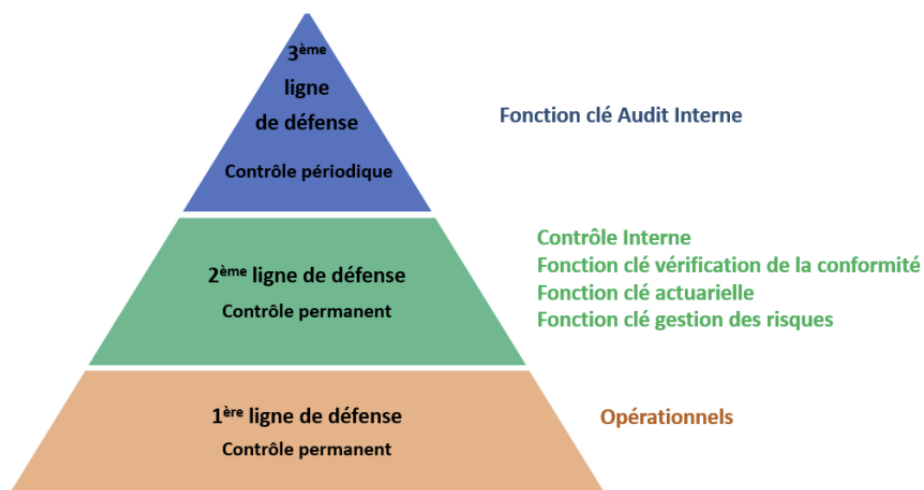 3ème
ligne
de défense
Contrôle périodique
Fonction clé Audit Interne
2ème ligne de défense
Contrôle permanent
Contrôle Interne
Fonction clé vérification de la conformité
Fonction clé actuarielle
Fonction clé gestion des risques
1ère ligne de défense
Contrôle permanent
Opérationnels